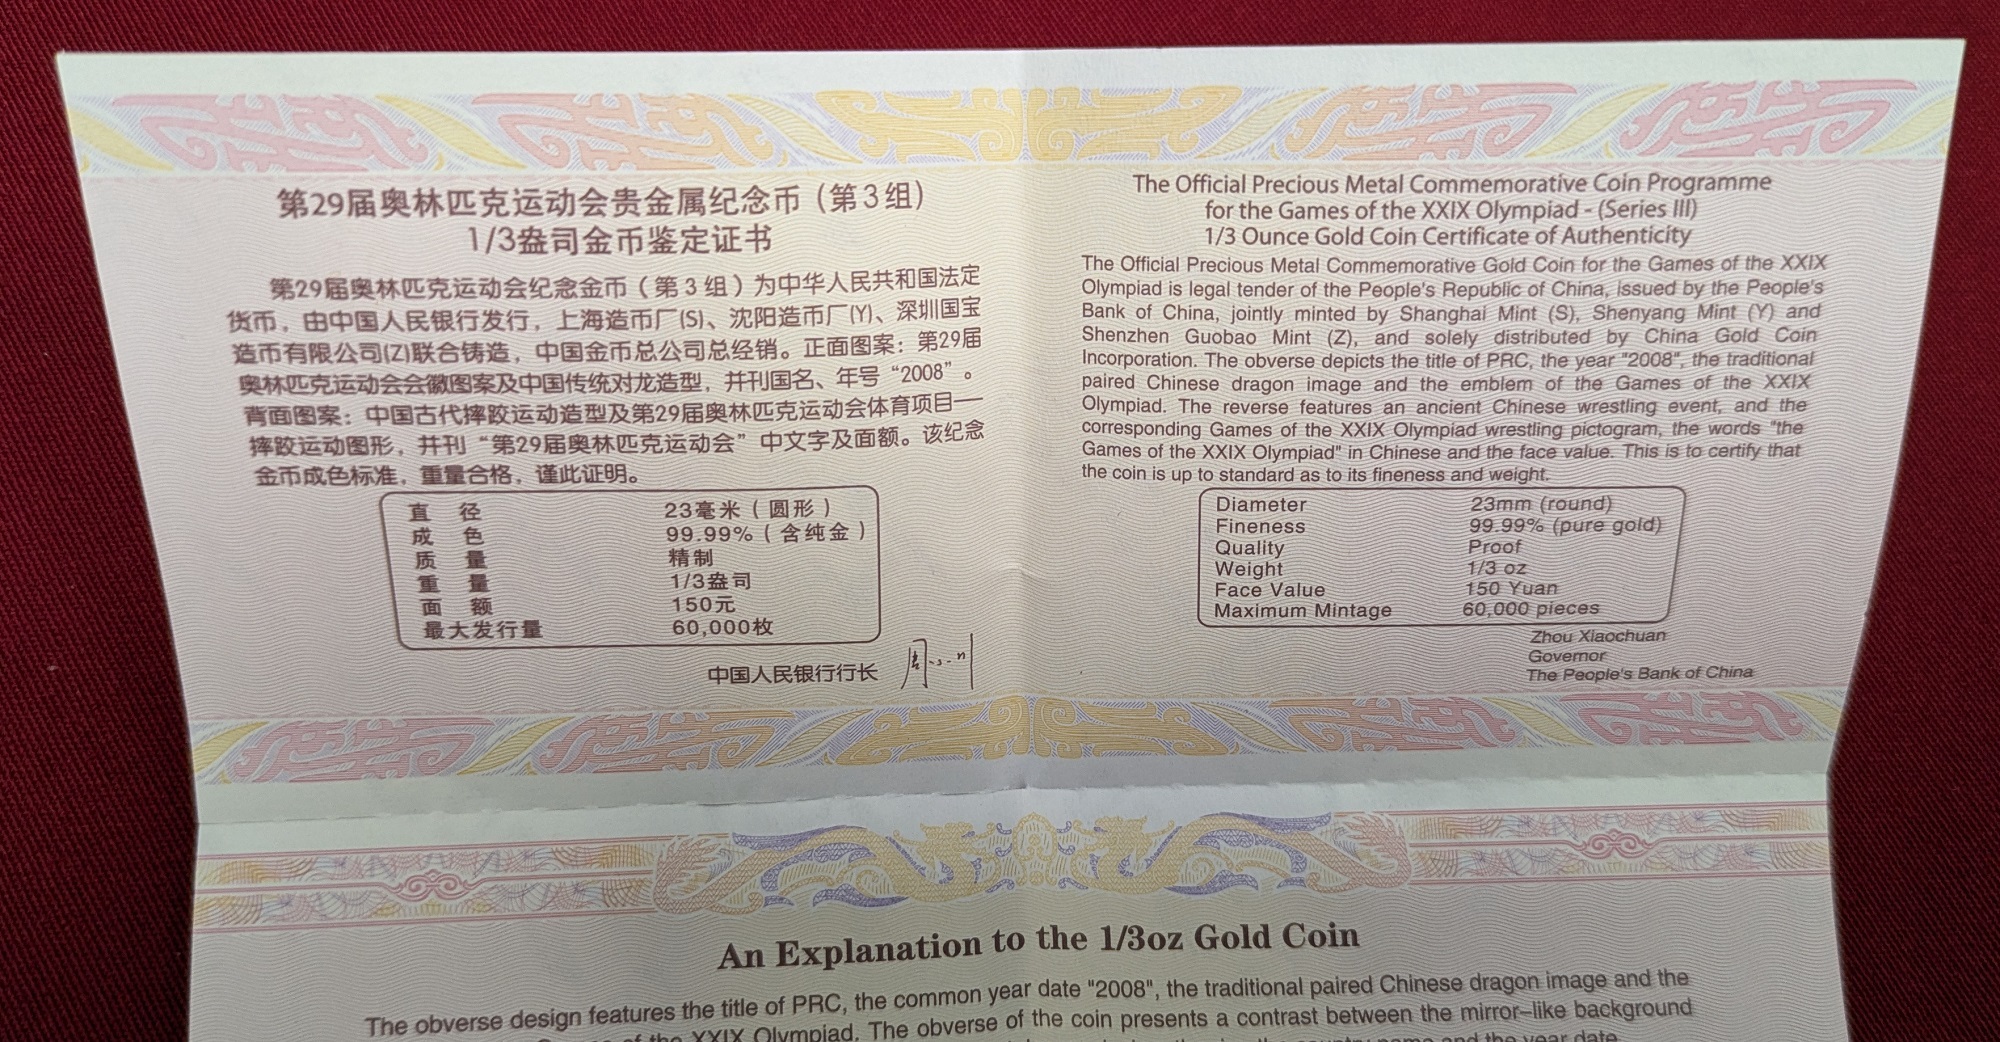 第29届奥林匹克运动会贵金属纪念币（第3组）
1/3盎司金币鉴定证书
第29届奥林匹克运动会纪念金币（第3组）为中华人民共和国法定
货币，由中国人民银行发行，上海造币厂(S)、沈阳造币厂(Y)、深圳国宝
造币有限公司(Z)联合铸造，中国金币总公司总经销。正面图案：第29届
奥林匹克运动会会徽图案及中国传统对龙造型，并刊国名、年号“2008”。
背面图案：中国古代摔跤运动造型及第29届奥林匹克运动会体育项目—
摔跤运动图形，并刊“第29届奥林匹克运动会”中文字及面额。该纪念
金币成色标准，重量合格，谨此证明。
直 径 23毫米（圆形）
成 色 99.99%（含纯金）
质 量 精制
重 量 1/3盎司
面 额 150元
最大发行量 60,000枚
中国人民银行行长
The Official Precious Metal Commemorative Coin Programme
for the Games of the XXIX Olympiad - (Series III)
1/3 Ounce Gold Coin Certificate of Authenticity
The Official Precious Metal Commemorative Gold Coin for the Games of the XXIX
Olympiad is legal tender of the People's Republic of China, issued by the People's
Bank of China, jointly minted by Shanghai Mint (S), Shenyang Mint (Y) and
Shenzhen Guobao Mint (Z), and solely distributed by China Gold Coin
Incorporation. The obverse depicts the title of PRC, the year "2008", the traditional
paired Chinese dragon image and the emblem of the Games of the XXIX
Olympiad. The reverse features an ancient Chinese wrestling event, and the
corresponding Games of the XXIX Olympiad wrestling pictogram, the words "the
Games of the XXIX Olympiad" in Chinese and the face value. This is to certify that
the coin is up to standard as to its fineness and weight.
Diameter 23mm (round)
Fineness 99.99% (pure gold)
Quality Proof
Weight 1/3 oz
Face Value 150 Yuan
Maximum Mintage 60,000 pieces
Zhou Xiaochuan
Governor
The People's Bank of China
An Explanation to the 1/3oz Gold Coin
The obverse design features the title of PRC, the common year date "2008", the traditional paired Chinese dragon image and the
of the XXIX Olympiad. The obverse of the coin presents a contrast between the mirror–like background
and the year date